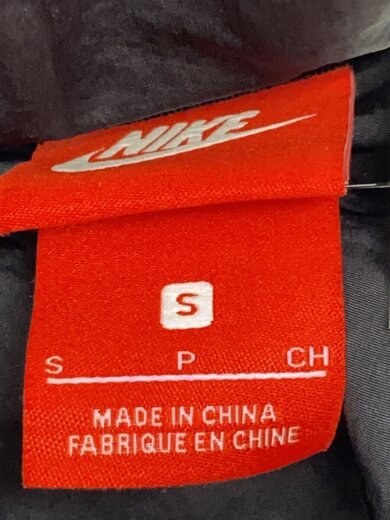 NIKE
S
S P CH
MADE IN CHINA
FABRIQUE EN CHINE